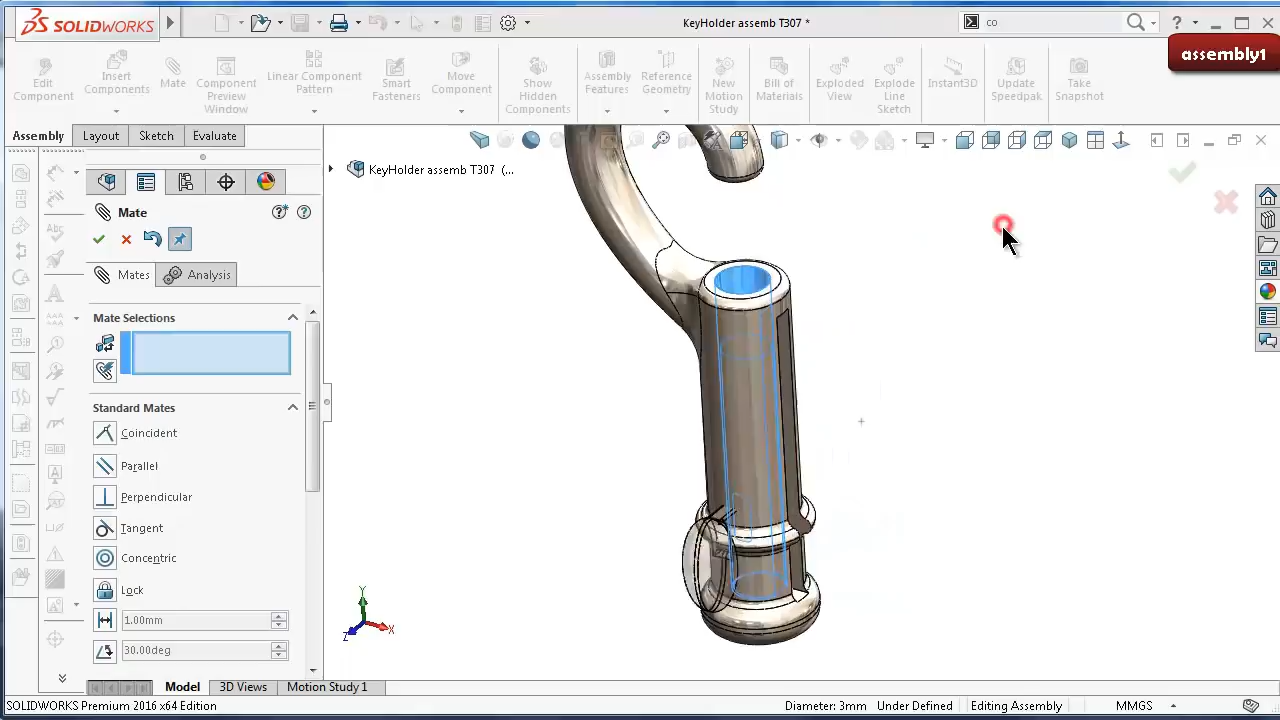 SOLIDWORKS
KeyHolder assemb T307 *
co
assembly1
Edit Component
Insert Components
Mate
Component Preview Window
Linear Component Pattern
Smart Fasteners
Move Component
Show Hidden Components
Assembly Features
Reference Geometry
New Motion Study
Bill of Materials
Exploded View
Explode Line Sketch
Instant3D
Update Speedpak
Take Snapshot
Assembly
Layout
Sketch
Evaluate
KeyHolder assemb T307 (...
Mate
Mates
Analysis
Mate Selections
Standard Mates
Coincident
Parallel
Perpendicular
Tangent
Concentric
Lock
1.00mm
30.00deg
Y
X
Z
Model
3D Views
Motion Study 1
SOLIDWORKS Premium 2016 x64 Edition
Diameter: 3mm
Under Defined
Editing Assembly
MMGS